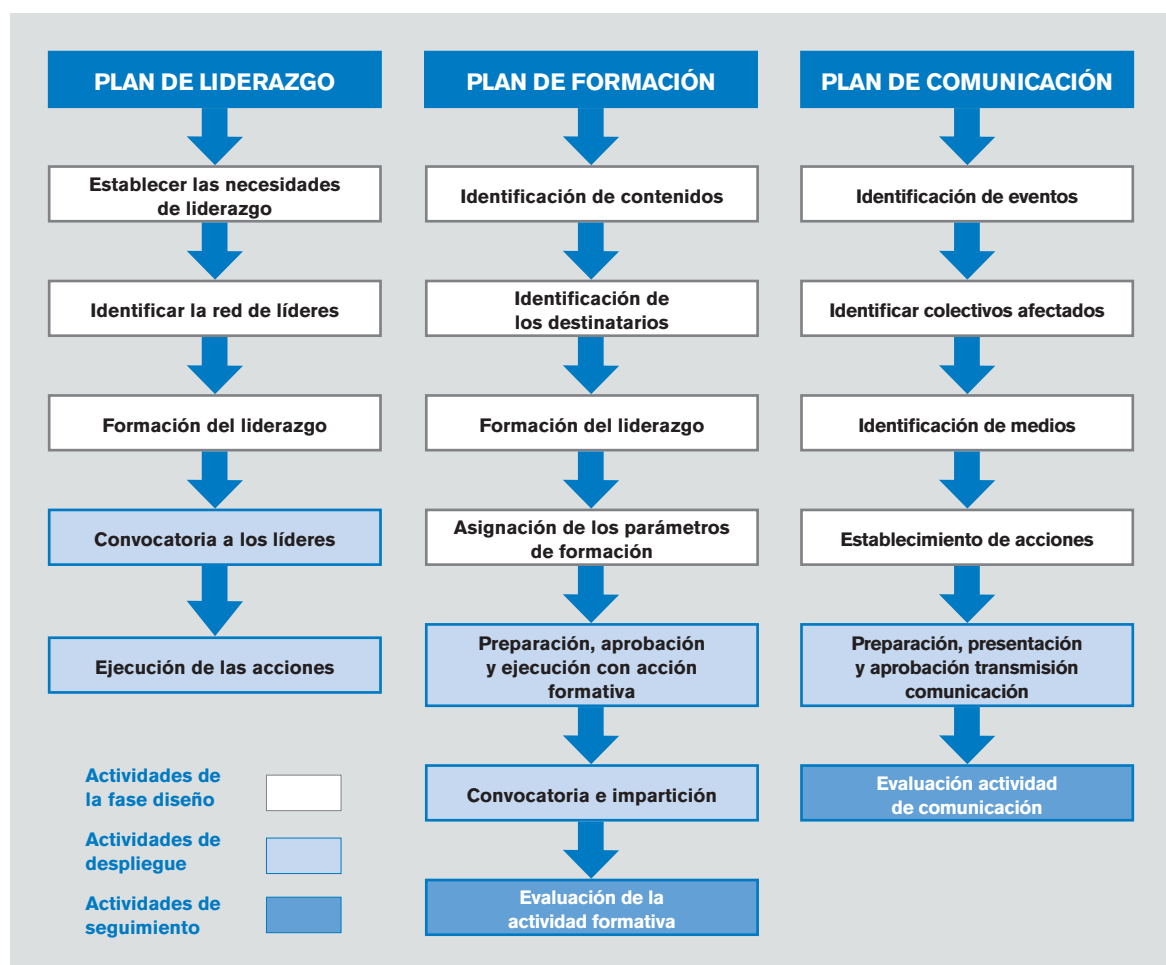 PLAN DE LIDERAZGO
Establecer las necesidades
de liderazgo
Identificar la red de líderes
Formación del liderazgo
Convocatoria a los líderes
Ejecución de las acciones
PLAN DE FORMACIÓN
Identificación de contenidos
Identificación de
los destinatarios
Formación del liderazgo
Asignación de los parámetros
de formación
Preparación, aprobación
y ejecución con acción
formativa
Convocatoria e impartición
Evaluación de la
actividad formativa
PLAN DE COMUNICACIÓN
Identificación de eventos
Identificar colectivos afectados
Identificación de medios
Establecimiento de acciones
Preparación, presentación
y aprobación transmisión
comunicación
Evaluación actividad
de comunicación
Actividades de
la fase diseño
Actividades de
despliegue
Actividades de
seguimiento